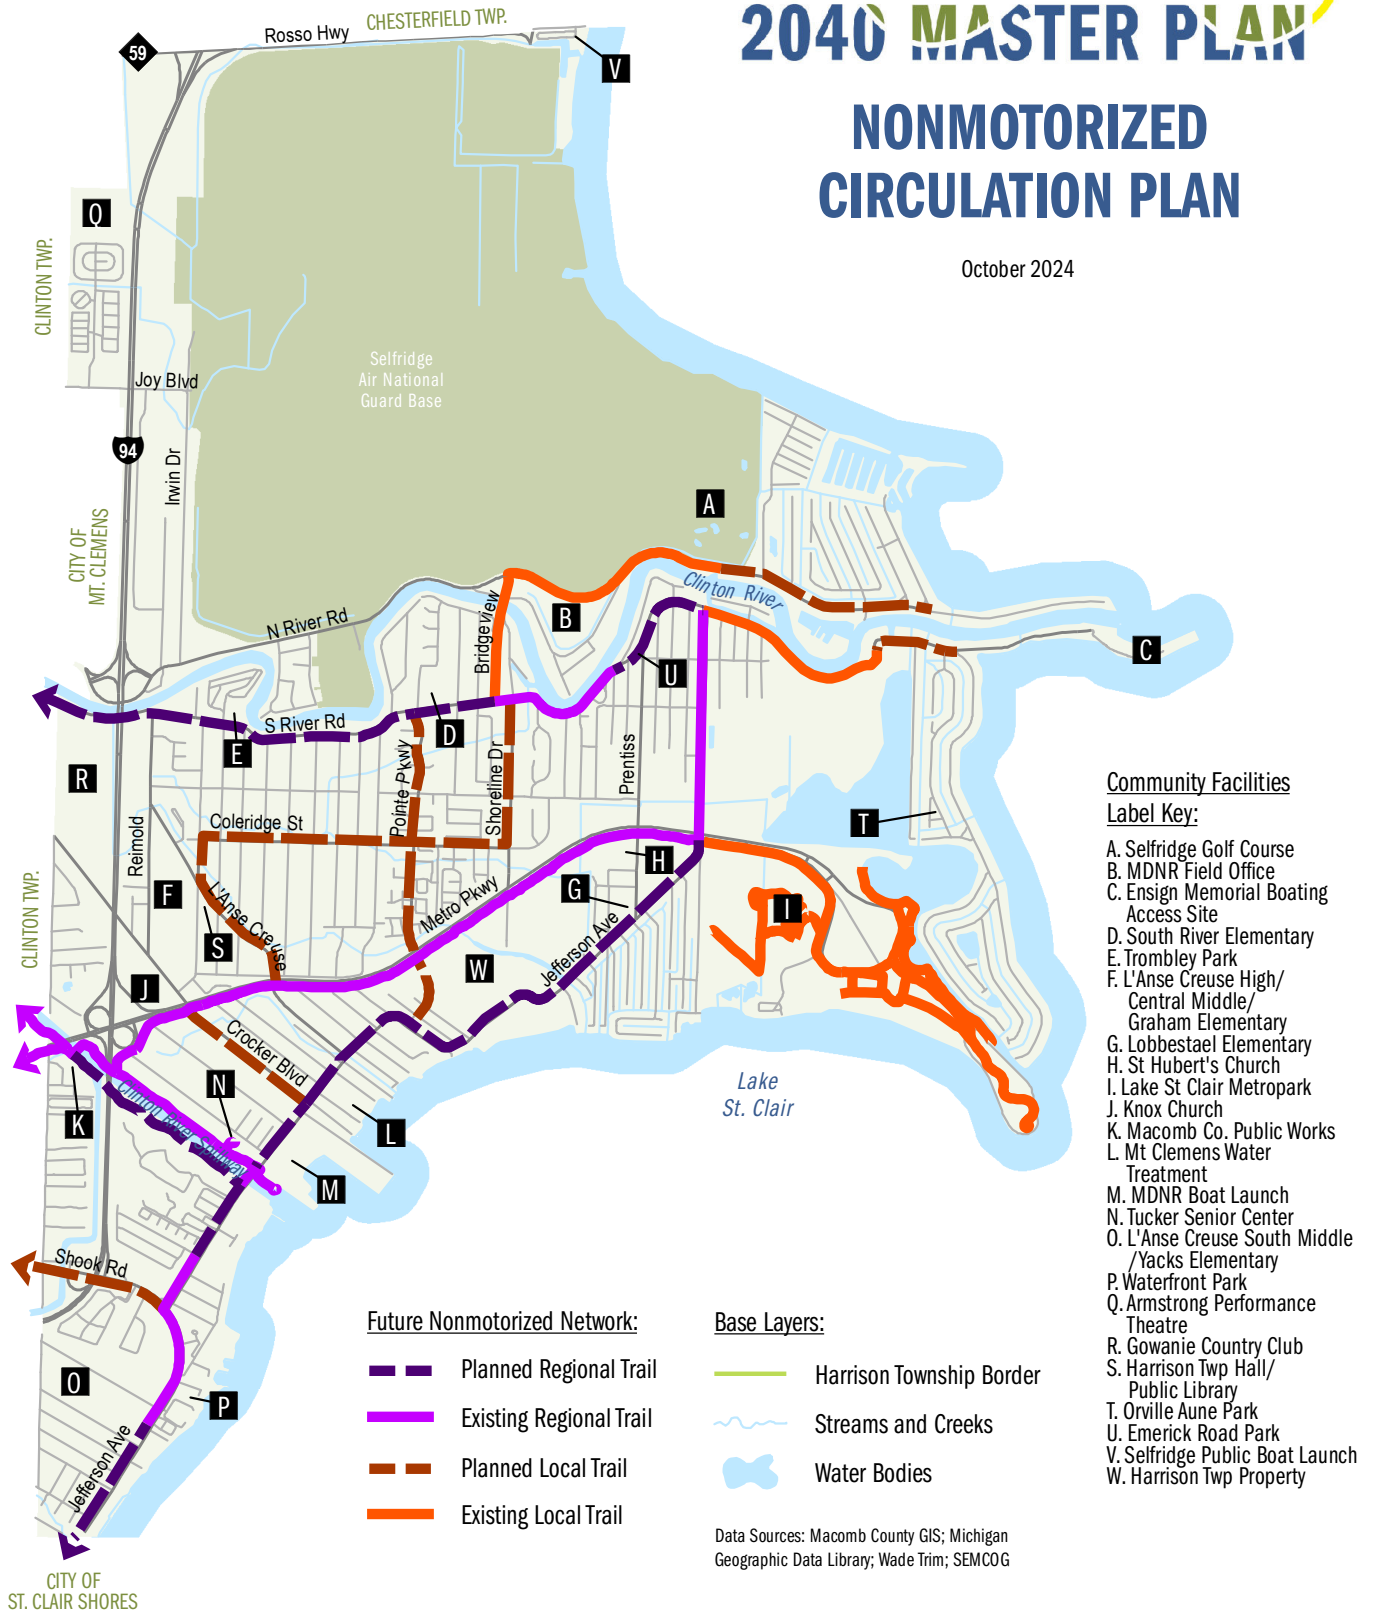 2040 MASTER PLAN
NONMOTORIZED
CIRCULATION PLAN
October 2024
CHESTERFIELD TWP.
Rosso Hwy
59
V
Q
CLINTON TWP.
Selfridge
Air National
Guard Base
Joy Blvd
94
Irwin Dr
A
CITY OF
MT. CLEMENS
Clinton River
N River Rd
Bridgeview
B
C
U
S River Rd
D
E
R
Pointe Pkwy
Shoreline Dr
Prentiss
Coleridge St
Reimold
T
H
F
L'Anse Creuse
G
Metro Pkwy
I
CLINTON TWP.
S
Jefferson Ave
W
J
Crocker Blvd
N
Lake
St. Clair
Clinton River Spillway
K
L
M
Shook Rd
O
P
Jefferson Ave
CITY OF
ST. CLAIR SHORES
Community Facilities
Label Key:
A. Selfridge Golf Course
B. MDNR Field Office
C. Ensign Memorial Boating
Access Site
D. South River Elementary
E. Trombley Park
F. L'Anse Creuse High/
Central Middle/
Graham Elementary
G. Lobbestael Elementary
H. St Hubert's Church
I. Lake St Clair Metropark
J. Knox Church
K. Macomb Co. Public Works
L. Mt Clemens Water
Treatment
M. MDNR Boat Launch
N. Tucker Senior Center
O. L'Anse Creuse South Middle
/Yacks Elementary
P. Waterfront Park
Q. Armstrong Performance
Theatre
R. Gowanie Country Club
S. Harrison Twp Hall/
Public Library
T. Orville Aune Park
U. Emerick Road Park
V. Selfridge Public Boat Launch
W. Harrison Twp Property
Future Nonmotorized Network:
Planned Regional Trail
Existing Regional Trail
Planned Local Trail
Existing Local Trail
Base Layers:
Harrison Township Border
Streams and Creeks
Water Bodies
Data Sources: Macomb County GIS; Michigan
Geographic Data Library; Wade Trim; SEMCOG